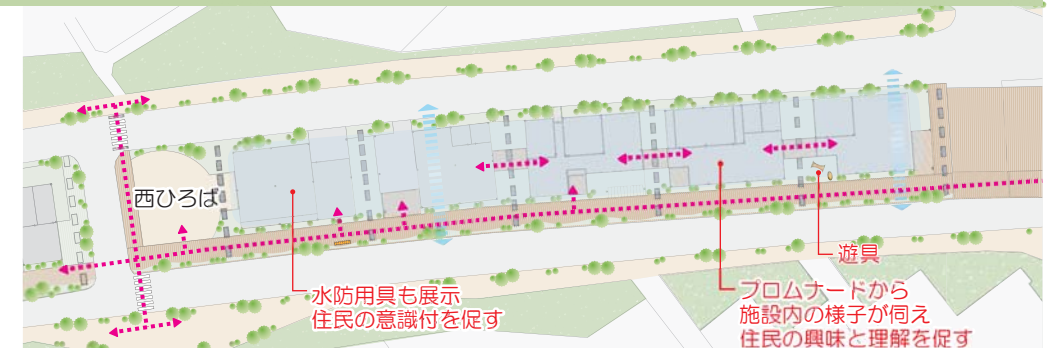 西ひろば
水防用具も展示
住民の意識付を促す
遊具
プロムナードから
施設内の様子が伺え
住民の興味と理解を促す